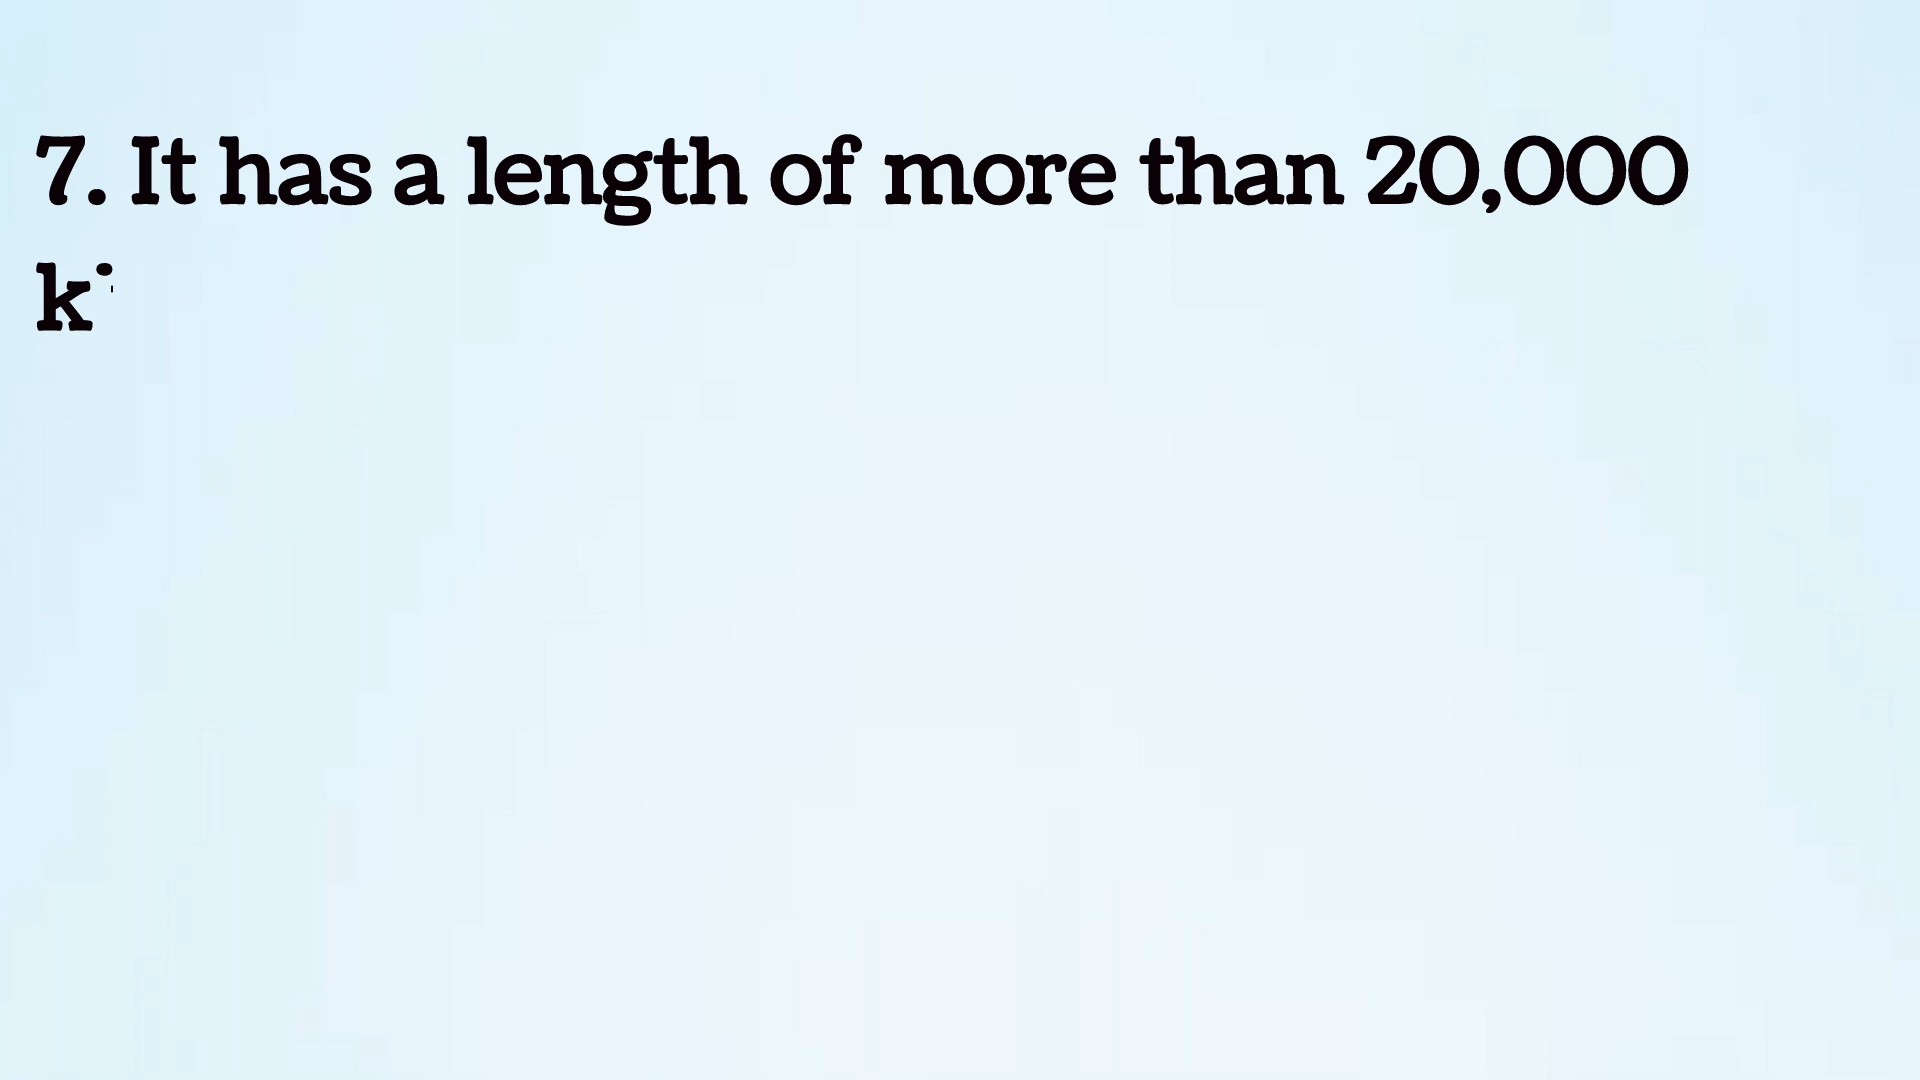 7. It has a length of more than 20,000
k